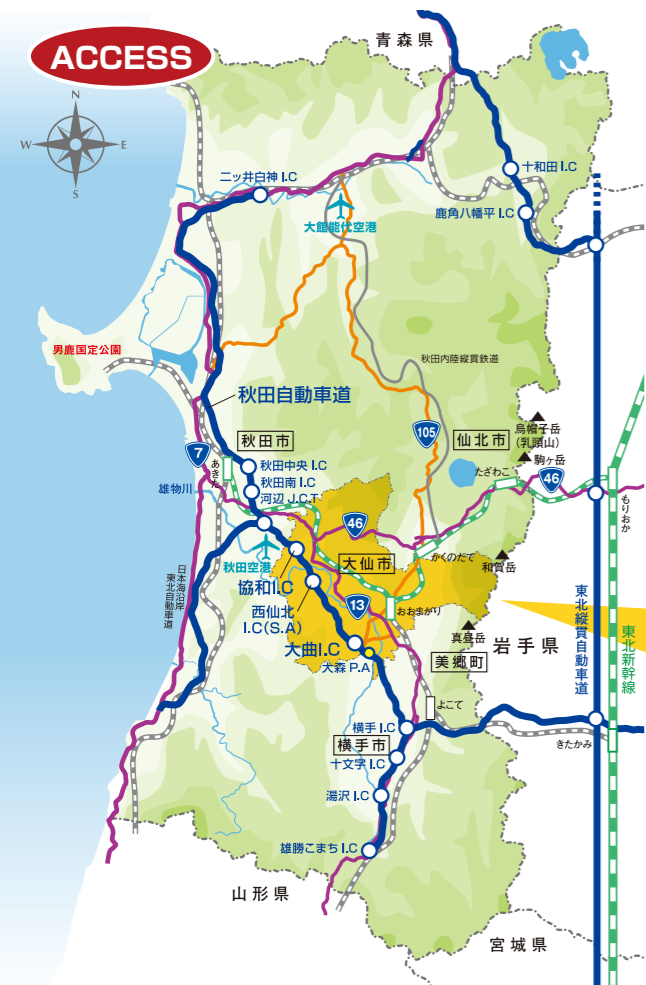 ACCESS
N
W
E
S
青森県
十和田 I.C
二ッ井白神 I.C
鹿角八幡平 I.C
大館能代空港
男鹿国定公園
秋田内陸縦貫鉄道
秋田自動車道
105
仙北市
烏帽子岳
(乳頭山)
駒ヶ岳
7
秋田市
あきた
秋田中央 I.C
秋田南 I.C
河辺 J.C.T
たざわこ
46
もりおか
雄物川
46
秋田空港
大仙市
かくのだて
和賀岳
協和I.C
西仙北
I.C(S.A)
13
おおまがり
日本海沿岸
東北自動車道
大曲I.C
大森 P.A
真昼岳
美郷町
岩手県
東北縦貫自動車道
東北新幹線
よこて
横手 I.C
きたかみ
横手市
十文字 I.C
湯沢 I.C
雄勝こまち I.C
山形県
宮城県